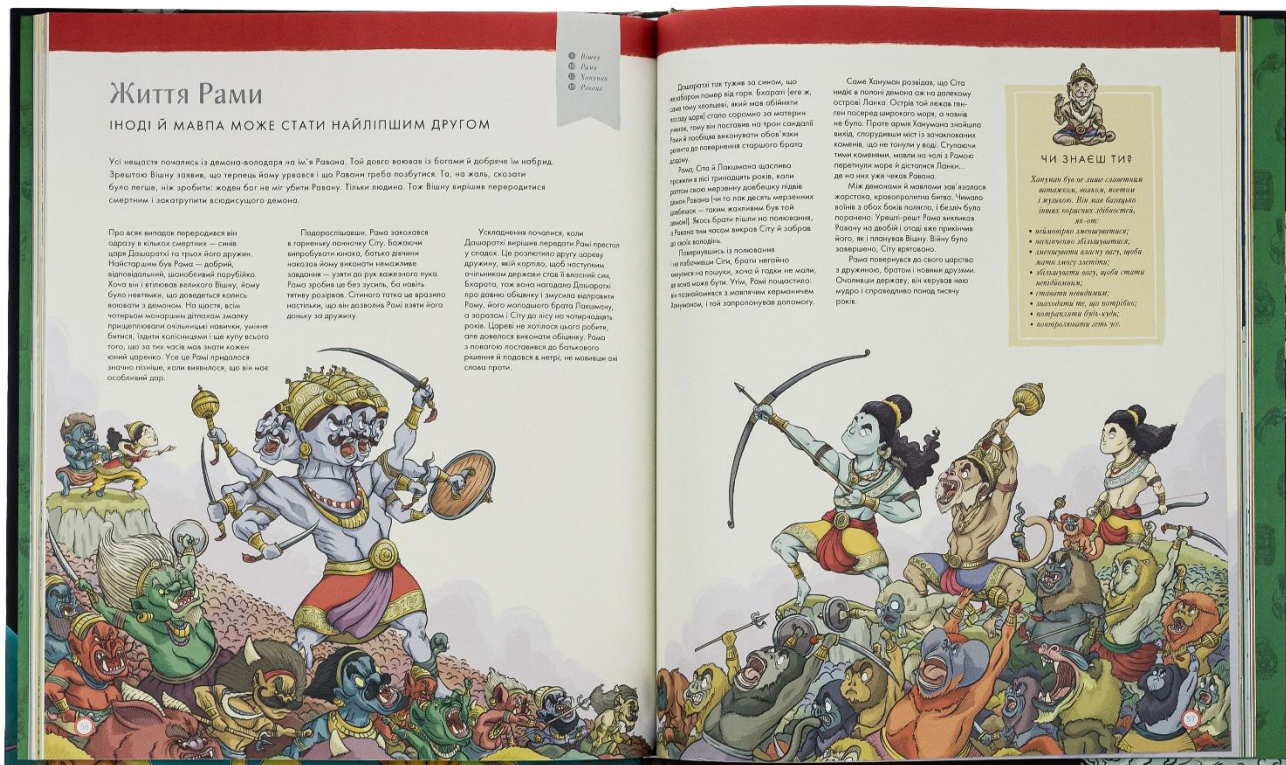 Життя Рами
ІНОДІ Й МАВПА МОЖЕ СТАТИ НАЙЛІПШИМ ДРУГОМ
Вішну
Рама
Хануман
Равана
Усі нещастя почались із демона-володаря на ім'я Равана. Той довго воював із богами й добряче їм набрид.
Зрештою Вішну заявив, що терпець йому урвався і що Равани треба позбутися. Та, на жаль, сказати
було легше, ніж зробити: жоден бог не міг убити Равану. Тільки людина. Тож Вішну вирішив переродитися
смертним і закатрупити всюдисущого демона.
Про всяк випадок переродився він
одразу в кількох смертних — синів
царя Дашаратхі та трьох його дружин.
Найстаршим був Рама — добрий,
відповідальний, шанобливий парубійко.
Хоча він і втілював великого Вішну, йому
було невтямки, що доведеться колись
воювати з демоном. На щастя, всім
чотирьом монаршим дітлахам змалку
прищеплювали очільницькі навички, уміння
битися, їздити колісницями і ще купу всього
того, що за тих часів мав знати кожен
юний царенко. Усе це Рамі придалося
значно пізніше, коли виявилося, що він має
особливий дар.
Подорослішавши, Рама закохався
в гарненьку панночку Сіту. Бажаючи
випробувати юнака, батько дівчини
наказав йому виконати неможливе
завдання — узяти до рук важезного лука.
Рама зробив це без зусиль, ба навіть
тятиву розірвав. Сітиного татка це вразило
настільки, що він дозволив Рамі взяти його
доньку за дружину.
Ускладнення почалися, коли
Дашаратхі вирішив передати Рамі престол
у спадок. Це розлютило другу цареву
дружину, якій кортіло, щоб наступним
очільником держави став її власний син,
Бхарата, тож вона нагадала Дашаратхі
про давню обіцянку і змусила відправити
Раму, його молодшого брата Лакшману,
а заразом і Сіту до лісу на чотирнадцять
років. Цареві не хотілося цього робити,
але довелося виконати обіцянку. Рама
з повагою поставився до батькового
рішення й подався в нетрі, не мовивши ані
слова проти.
Дашаратхі так тужив за сином, що
незабаром помер від горя. Бхараті (еге ж,
саме тому хлопцеві, який мав обійняти
посаду царя) стало соромно за материн
вчинок, тому він поставив на трон сандалії
Рами й пообіцяв виконувати обов'язки
регента до повернення старшого брата
додому.
Рама, Сіта й Лакшмана щасливо
прожили в лісі тринадцять років, коли
раптом свою мерзенну довбешку підвів
демон Равана (чи то пак десять мерзенних
довбешок — таким жахливим був той
демон!). Якось брати пішли на полювання,
а Равана тим часом викрав Сіту й забрав
до своїх володінь.
Повернувшись із полювання
і не побачивши Сіти, брати негайно
кинулися на пошуки, хоча й гадки не мали,
де вона може бути. Утім, Рамі пощастило:
він познайомився з мавпячим керманичем
Хануманом, і той запропонував допомогу.
Саме Хануман розвідав, що Сіта
нидіє в полоні демона аж на далекому
острові Ланка. Острів той лежав ген-
ген посеред широкого моря, а човнів
не було. Проте армія Ханумана знайшла
вихід, спорудивши міст із зачаклованих
каменів, що не тонули у воді. Ступаючи
тими каменями, мавпи на чолі з Рамою
перетнули море й дісталися Ланки...
де на них уже чекав Равана.
Між демонами й мавпами зав'язалася
жорстока, кровопролитна битва. Чимало
воїнів з обох боків полягло, і безліч було
поранено. Урешті-решт Рама викликав
Равану на двобій і отоді вже прикінчив
його, як і планував Вішну. Війну було
завершено, Сіту врятовано.
Рама повернувся до свого царства
з дружиною, братом і новими друзями.
Очоливши державу, він керував нею
мудро і справедливо понад тисячу
років.
ЧИ ЗНАЄШ ТИ?
Хануман був не лише славетним
ватажком, вояком, поетом
і музикою. Він мав багацько
інших корисних здібностей,
як-от:
• неймовірно зменшуватися;
• нескінченно збільшуватися;
• зменшувати власну вагу, щоби
мати змогу злетіти;
• збільшувати вагу, щоби стати
непідйомним;
• ставати невидимим;
• знаходити те, що потрібно;
• потрапляти будь-куди;
• контролювати геть усе.